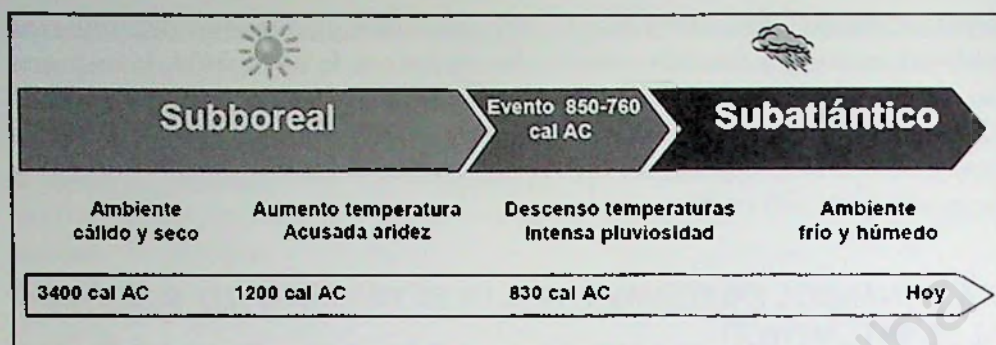 Subboreal
Evento 850-760
cal AC
Subatlántico
Ambiente
cálido y seco
Aumento temperatura
Acusada aridez
Descenso temperaturas
Intensa pluviosidad
Ambiente
frío y húmedo
3400 cal AC
1200 cal AC
830 cal AC
Hoy